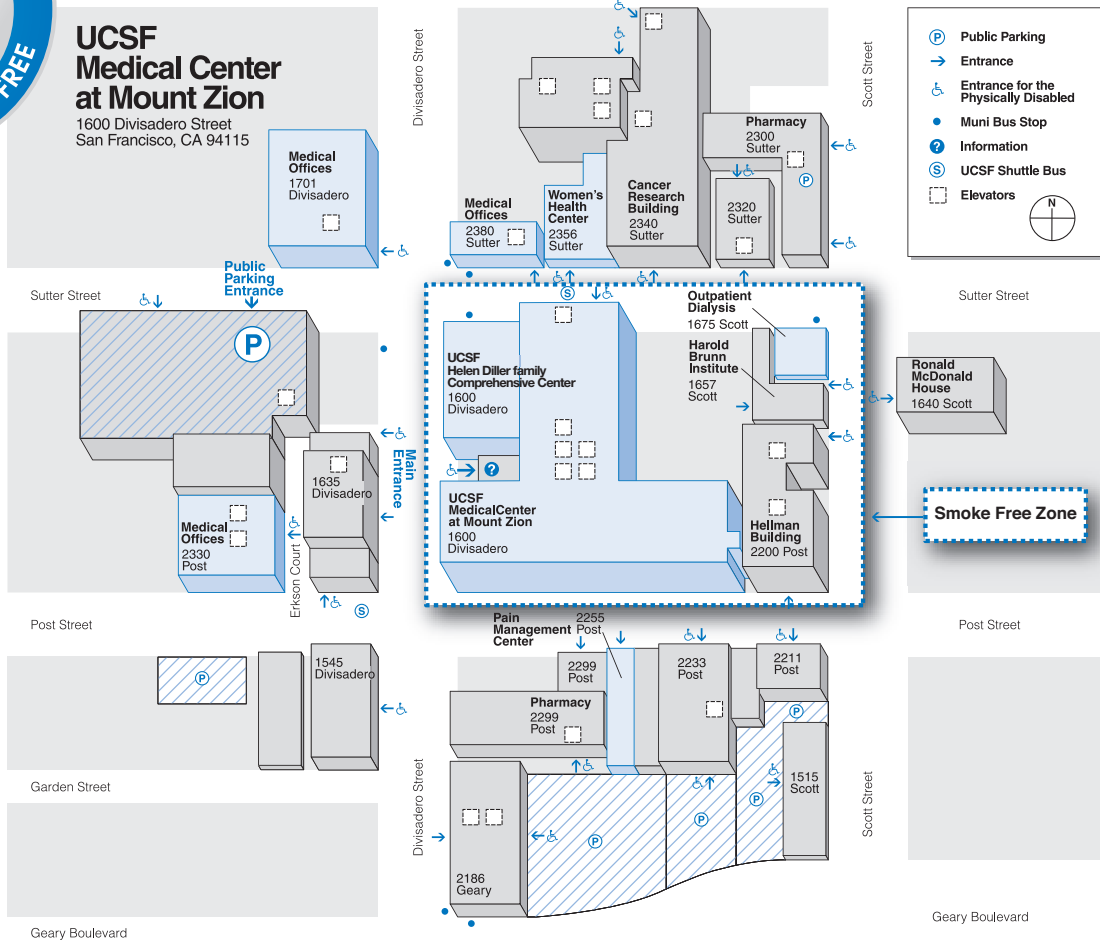 FREE
UCSF
Medical Center
at Mount Zion
1600 Divisadero Street
San Francisco, CA 94115
Medical
Offices
1701
Divisadero
Public
Parking
Entrance
Sutter Street
P
Divisadero Street
Medical
Offices
2380
Sutter
Women's
Health
Center
2356
Sutter
Cancer
Research
Building
2340
Sutter
Pharmacy
2300
Sutter
P
2320
Sutter
Scott Street
P Public Parking
Entrance
Entrance for the
Physically Disabled
Muni Bus Stop
? Information
S UCSF Shuttle Bus
Elevators
N
Sutter Street
S
UCSF
Helen Diller family
Comprehensive Center
1600
Divisadero
?
UCSF
MedicalCenter
at Mount Zion
1600
Divisadero
Outpatient
Dialysis
1675 Scott
Harold
Brunn
Institute
1657
Scott
Hellman
Building
2200 Post
Ronald
McDonald
House
1640 Scott
Smoke Free Zone
Main
Entrance
1635
Divisadero
Medical
Offices
2330
Post
Erkson Court
S
Post Street
Post Street
P
1545
Divisadero
Pain
Management
Center
2255
Post
2299
Post
2233
Post
2211
Post
Pharmacy
2299
Post
P
1515
Scott
P
P
P
Garden Street
Divisadero Street
Scott Street
2186
Geary
Geary Boulevard
Geary Boulevard